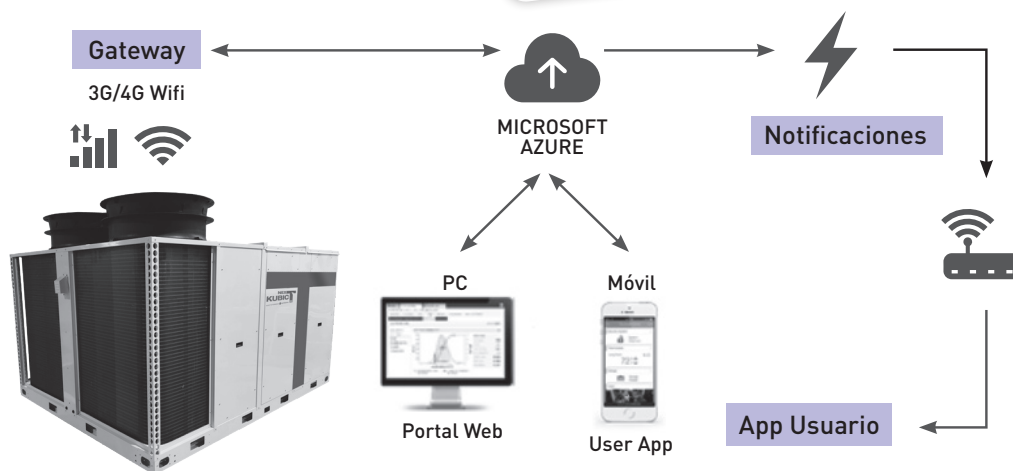 Gateway
3G/4G Wifi
MICROSOFT
AZURE
Notificaciones
KUBIC
PC
Móvil
Portal Web
User App
App Usuario